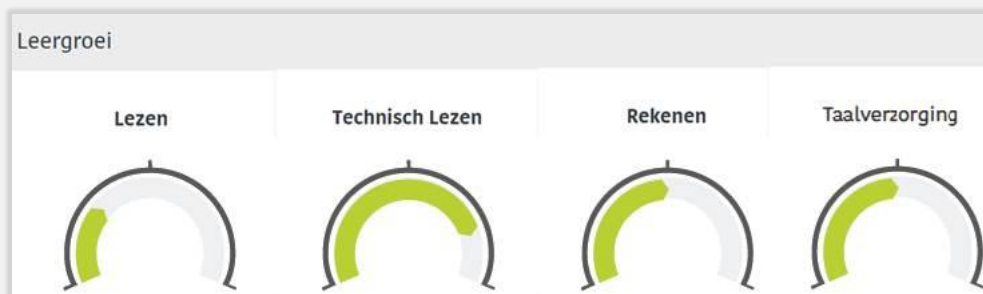 Leergroei
Lezen
Technisch Lezen
Rekenen
Taalverzorging